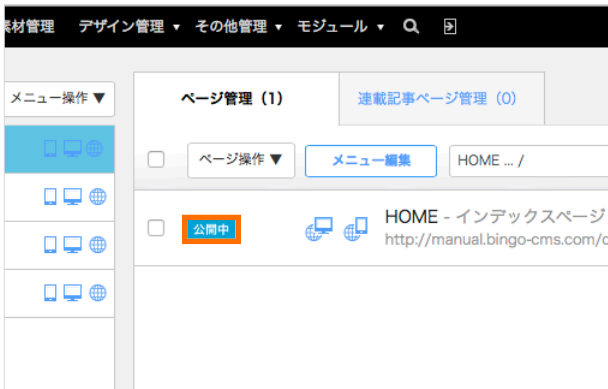 材管理 デザイン管理 ▼ その他管理 ▼ モジュール ▼
メニュー操作▼
ページ管理（1）
連載記事ページ管理（0）
ページ操作▼
メニュー編集
HOME ... /
公開中
HOME - インデックスページ
http://manual.bingo-cms.com/